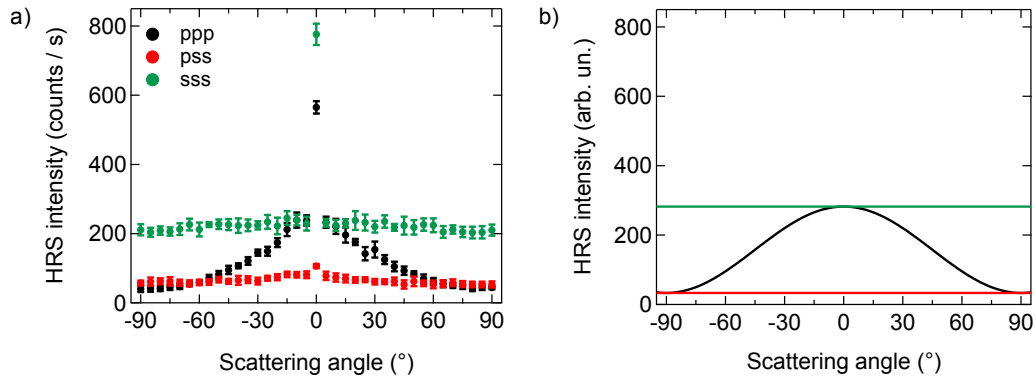 a)
HRS intensity (counts / s)
800
600
400
200
0
ppp
pss
sss
-90 -60 -30 0 30 60 90
Scattering angle (°)
b)
HRS intensity (arb. un.)
800
600
400
200
0
-90 -60 -30 0 30 60 90
Scattering angle (°)